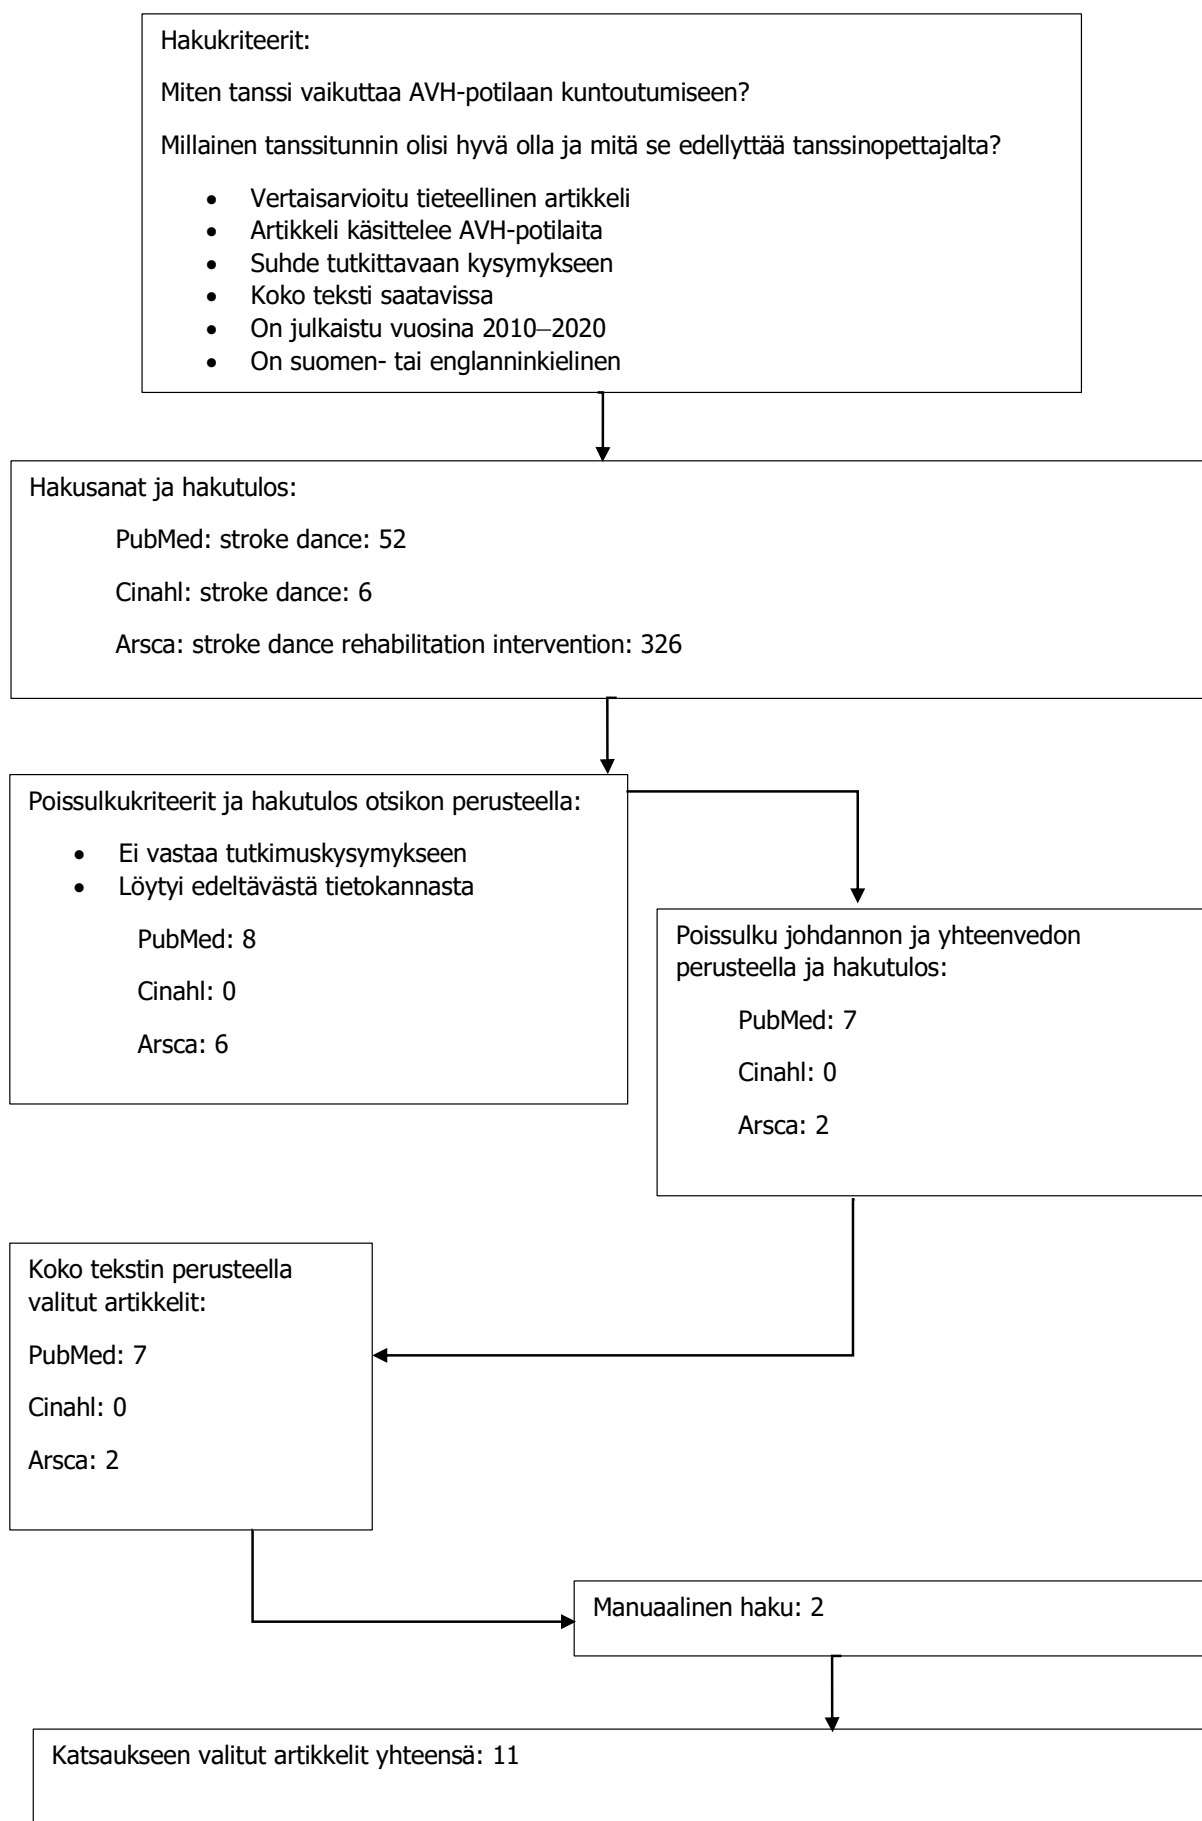 Hakukriteerit:
Miten tanssi vaikuttaa AVH-potilaan kuntoutumiseen?
Millainen tanssitunnin olisi hyvä olla ja mitä se edellyttää tanssinopettajalta?
• Vertaisarvioitu tieteellinen artikkeli
• Artikkeli käsittelee AVH-potilaita
• Suhde tutkittavaan kysymykseen
• Koko teksti saatavissa
• On julkaistu vuosina 2010–2020
• On suomen- tai englanninkielinen
Hakusanat ja hakutulos:
PubMed: stroke dance: 52
Cinahl: stroke dance: 6
Arsca: stroke dance rehabilitation intervention: 326
Poissulkukriteerit ja hakutulos otsikon perusteella:
• Ei vastaa tutkimuskysymykseen
• Löytyi edeltävästä tietokannasta
PubMed: 8
Cinahl: 0
Arsca: 6
Poissulku johdannon ja yhteenvedon
perusteella ja hakutulos:
PubMed: 7
Cinahl: 0
Arsca: 2
Koko tekstin perusteella
valitut artikkelit:
PubMed: 7
Cinahl: 0
Arsca: 2
Manuaalinen haku: 2
Katsaukseen valitut artikkelit yhteensä: 11